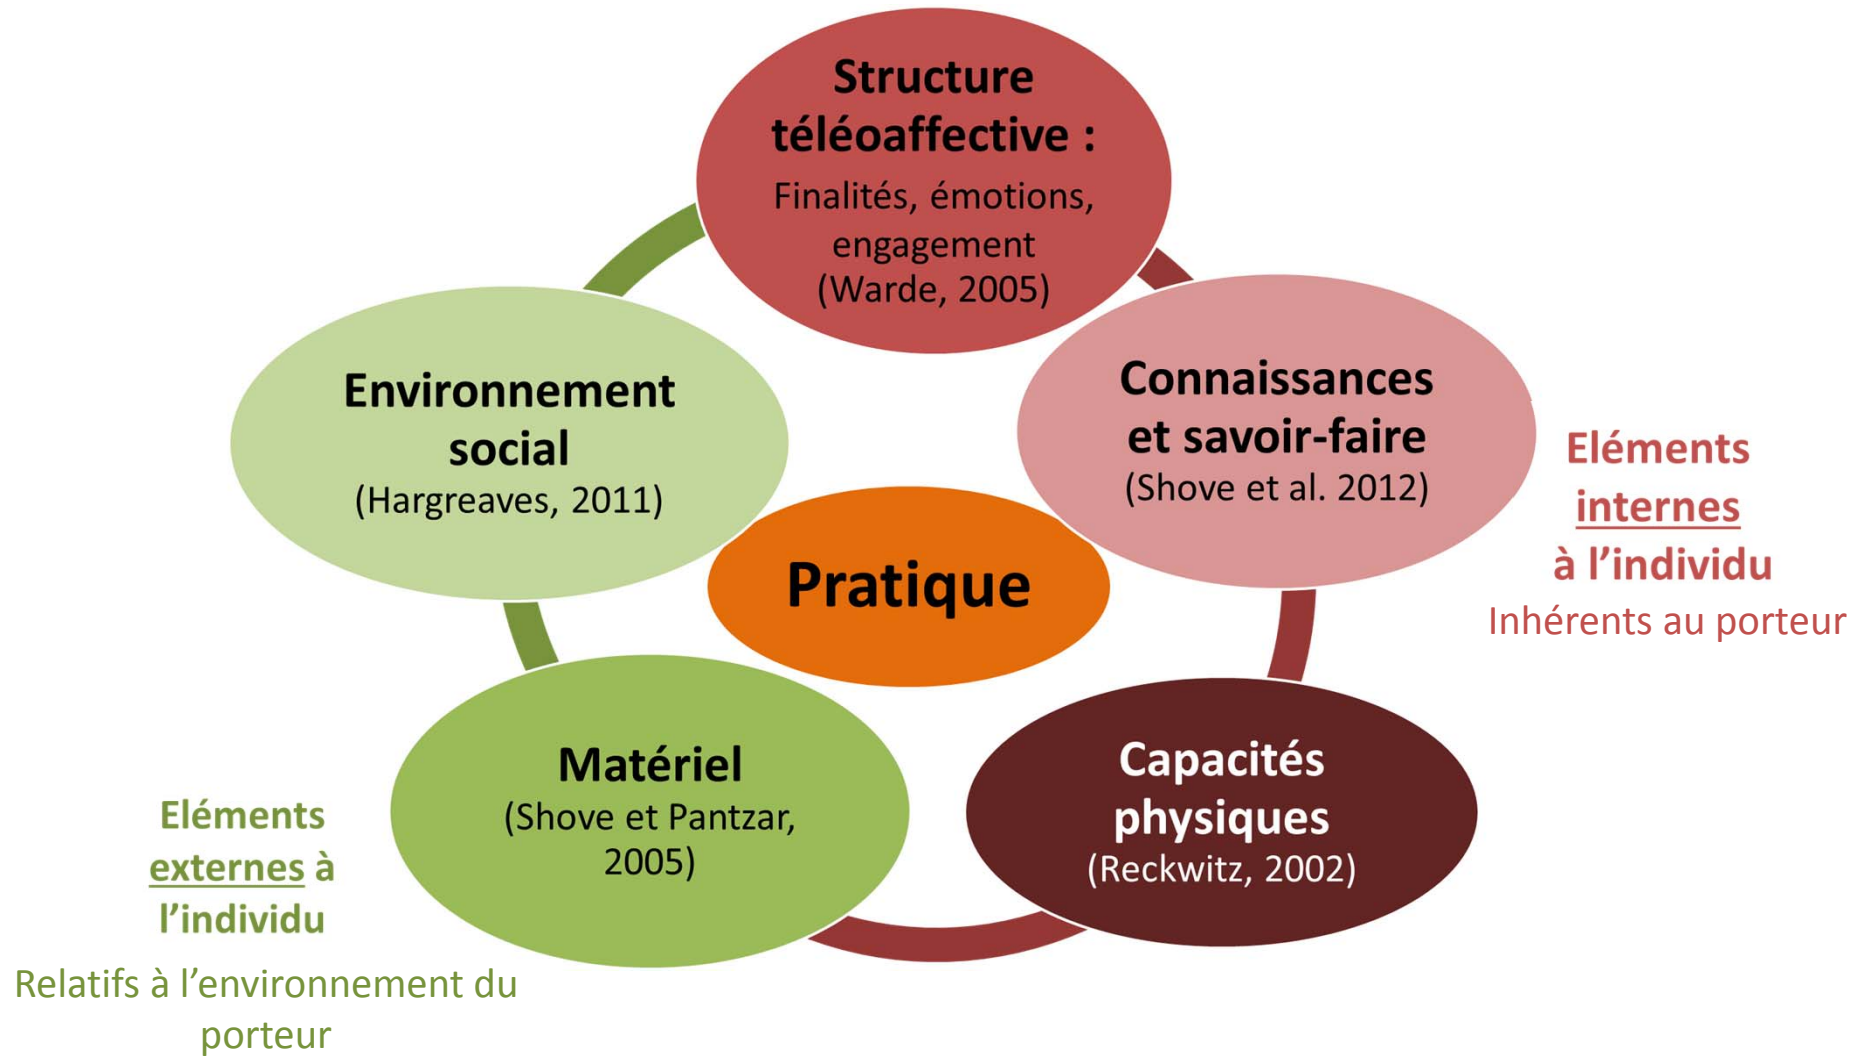 Structure
téléoaffective :
Finalités, émotions,
engagement
(Warde, 2005)
Environnement
social
(Hargreaves, 2011)
Connaissances
et savoir-faire
(Shove et al. 2012)
Eléments
internes
à l’individu
Inhérents au porteur
Pratique
Matériel
(Shove et Pantzar,
2005)
Capacités
physiques
(Reckwitz, 2002)
Eléments
externes à
l’individu
Relatifs à l’environnement du
porteur